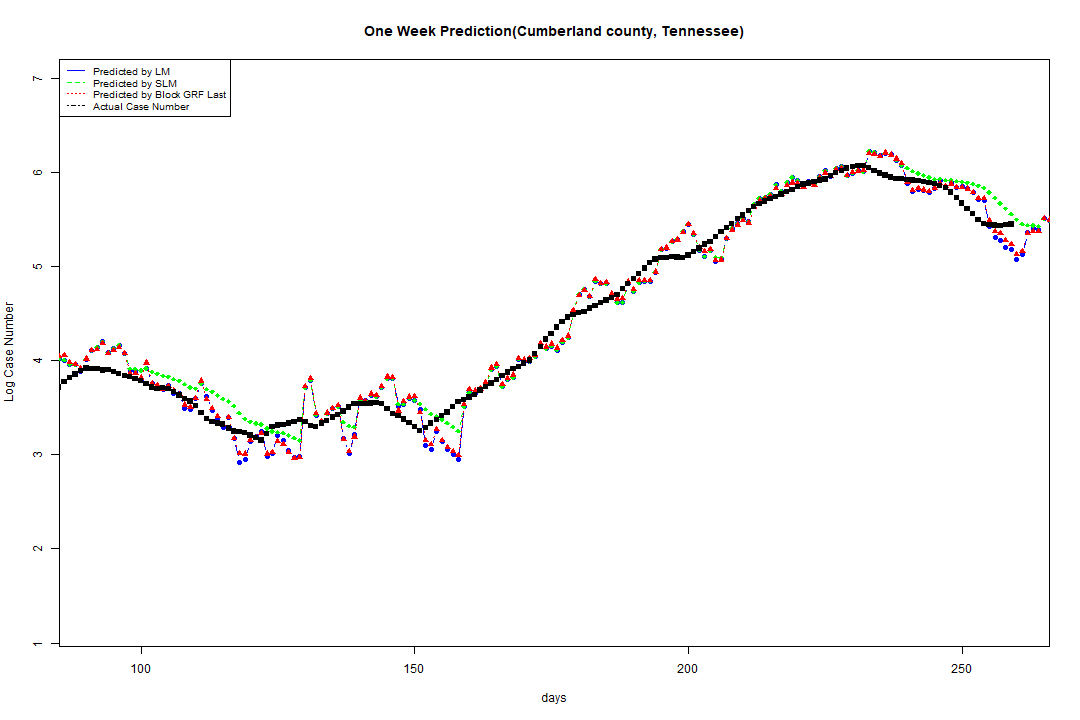 One Week Prediction(Cumberland county, Tennessee)
Predicted by LM
Predicted by SLM
Predicted by Block GRF Last
Actual Case Number
7
6
5
4
3
2
1
Log Case Number
100
150
200
250
days